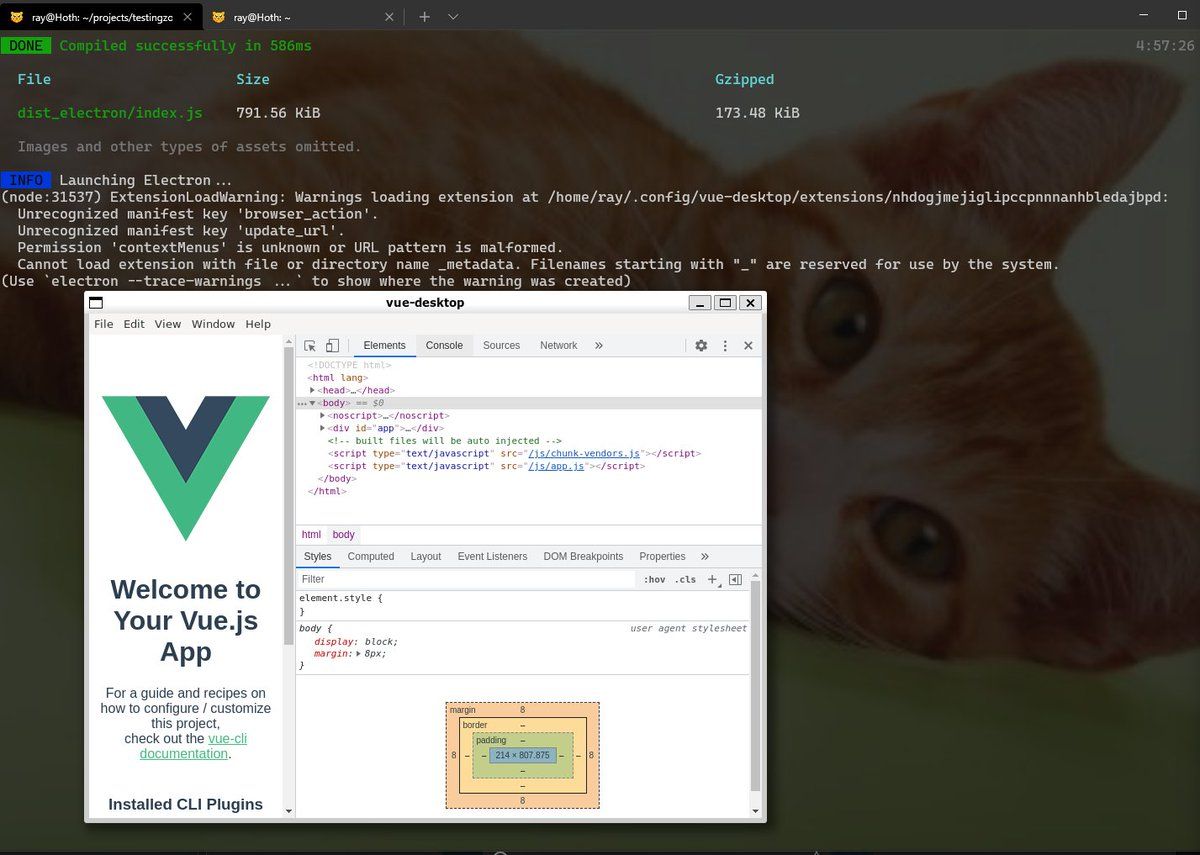 ray@Hoth: ~/projects/testingzo
ray@Hoth: ~
DONE Compiled successfully in 586ms 4:57:26
File Size Gzipped
dist_electron/index.js 791.56 KiB 173.48 KiB
Images and other types of assets omitted.
INFO Launching Electron...
(node:31537) ExtensionLoadWarning: Warnings loading extension at /home/ray/.config/vue-desktop/extensions/nhdogjmejiglipccpnnnanhbledajbpd:
Unrecognized manifest key 'browser_action'.
Unrecognized manifest key 'update_url'.
Permission 'contextMenus' is unknown or URL pattern is malformed.
Cannot load extension with file or directory name _metadata. Filenames starting with "_" are reserved for use by the system.
(Use `electron --trace-warnings ...` to show where the warning was created)
vue-desktop
File Edit View Window Help
Welcome to
Your Vue.js
App
For a guide and recipes on
how to configure / customize
this project,
check out the vue-cli
documentation.
Installed CLI Plugins
Elements Console Sources Network »
<!DOCTYPE html>
<html lang>
<head>…</head>
<body> == $0
<noscript>…</noscript>
<div id="app">…</div>
<!-- built files will be auto injected -->
<script type="text/javascript" src="/js/chunk-vendors.js"></script>
<script type="text/javascript" src="/js/app.js"></script>
</body>
</html>
html body
Styles Computed Layout Event Listeners DOM Breakpoints Properties »
Filter :hov .cls +
element.style {
}
body { user agent stylesheet
display: block;
margin: 8px;
}
margin 8
border –
padding –
8 – – 214 × 807.875 – – 8
–
–
8